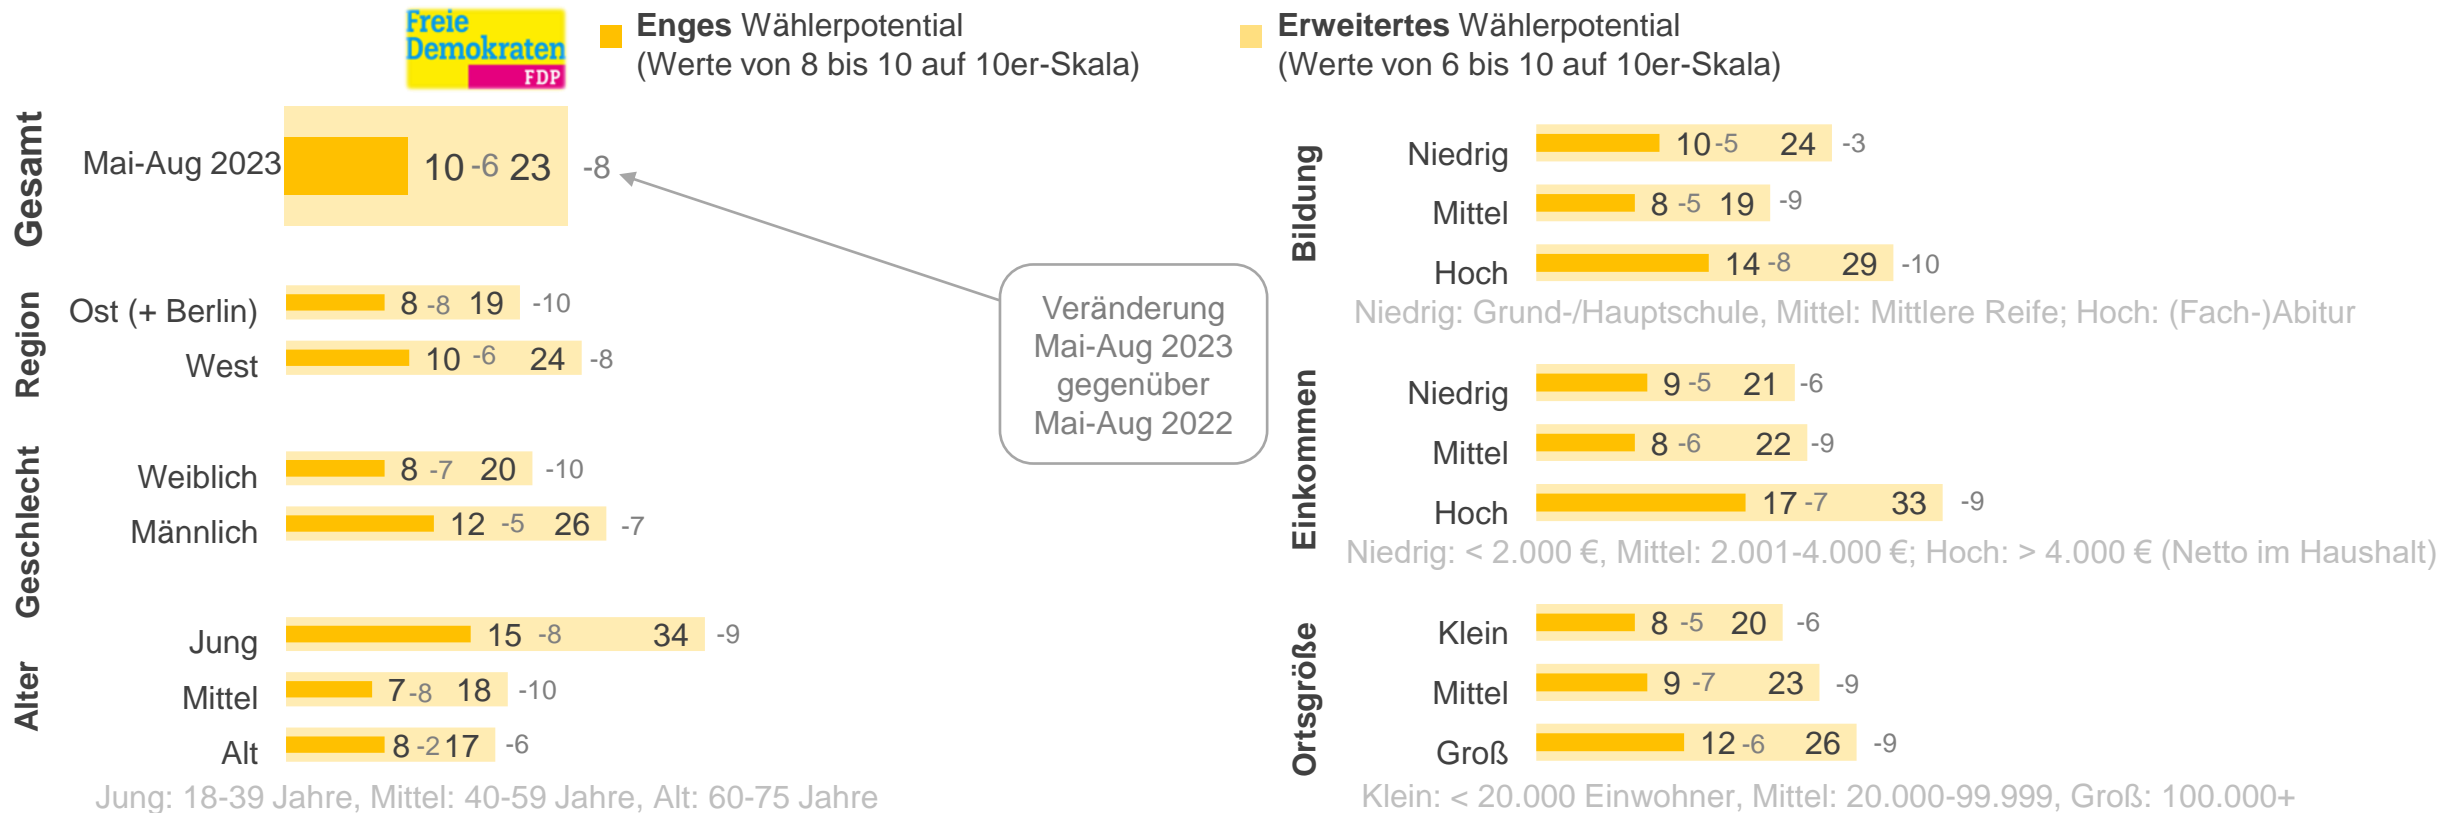 Freie
Demokraten
FDP
Enges Wählerpotential
(Werte von 8 bis 10 auf 10er-Skala)
Erweitertes Wählerpotential
(Werte von 6 bis 10 auf 10er-Skala)
Gesamt
Mai-Aug 2023 10 -6 23 -8
Veränderung
Mai-Aug 2023
gegenüber
Mai-Aug 2022
Region
Ost (+ Berlin) 8 -8 19 -10
West 10 -6 24 -8
Geschlecht
Weiblich 8 -7 20 -10
Männlich 12 -5 26 -7
Alter
Jung 15 -8 34 -9
Mittel 7 -8 18 -10
Alt 8 -2 17 -6
Jung: 18-39 Jahre, Mittel: 40-59 Jahre, Alt: 60-75 Jahre
Bildung
Niedrig 10 -5 24 -3
Mittel 8 -5 19 -9
Hoch 14 -8 29 -10
Niedrig: Grund-/Hauptschule, Mittel: Mittlere Reife; Hoch: (Fach-)Abitur
Einkommen
Niedrig 9 -5 21 -6
Mittel 8 -6 22 -9
Hoch 17 -7 33 -9
Niedrig: < 2.000 €, Mittel: 2.001-4.000 €; Hoch: > 4.000 € (Netto im Haushalt)
Ortsgröße
Klein 8 -5 20 -6
Mittel 9 -7 23 -9
Groß 12 -6 26 -9
Klein: < 20.000 Einwohner, Mittel: 20.000-99.999, Groß: 100.000+